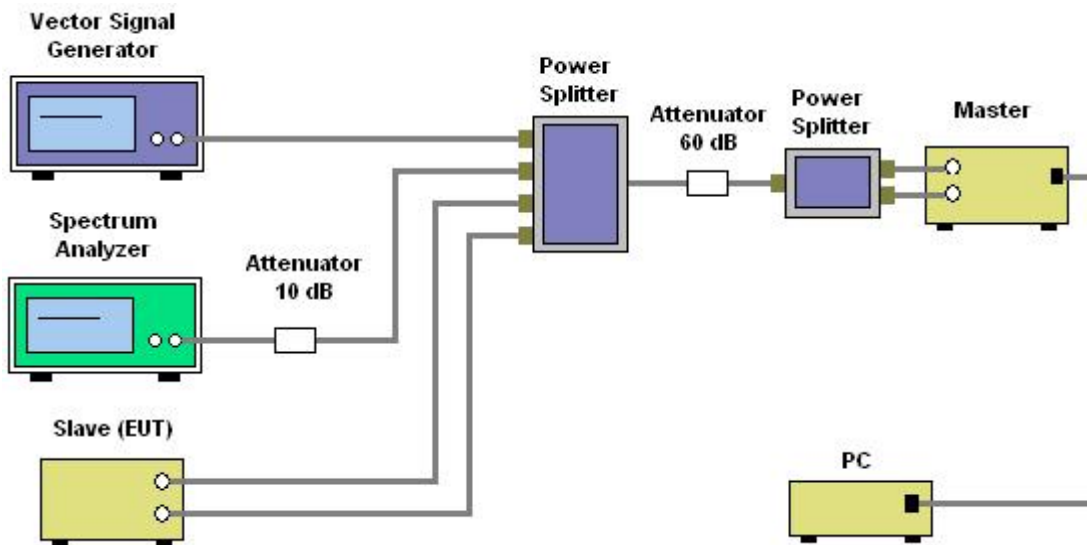 Vector Signal
Generator
Power
Splitter
Attenuator
60 dB
Power
Splitter
Master
Spectrum
Analyzer
Attenuator
10 dB
Slave (EUT)
PC